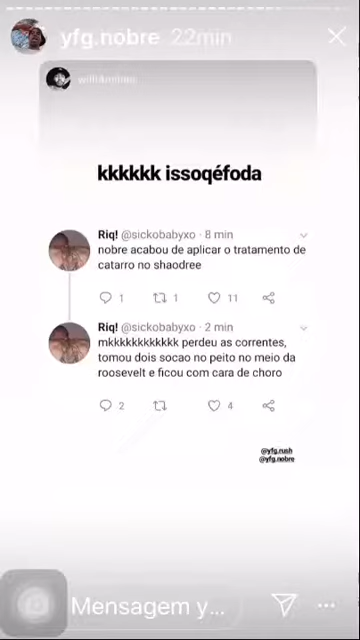 yfg.nobre 22min
kkkkkk issoqéfoda
Riq! @sickobabyxo · 8 min
nobre acabou de aplicar o tratamento de
catarro no shaodree
1 1 11
Riq! @sickobabyxo · 2 min
mkkkkkkkkkkkk perdeu as correntes,
tomou dois socao no peito no meio da
roosevelt e ficou com cara de choro
2 4
@yfg.rush
@yfg.nobre
Mensagem y...